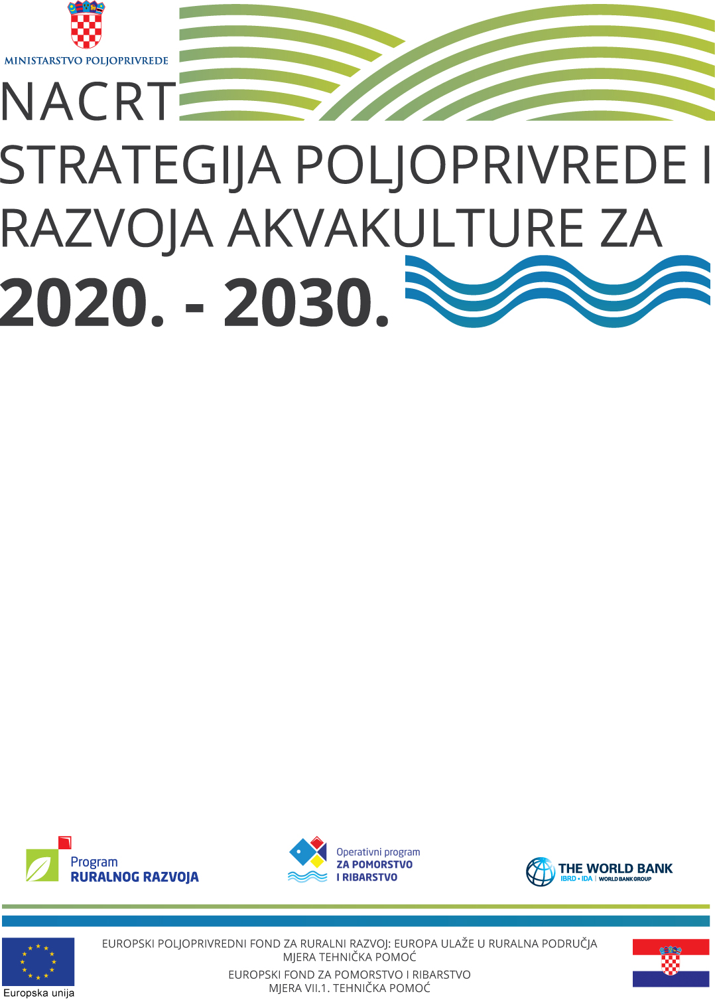 MINISTARSTVO POLJOPRIVREDE
NACRT
STRATEGIJA POLJOPRIVREDE I
RAZVOJA AKVAKULTURE ZA
2020. - 2030.
Program
RURALNOG RAZVOJA
Operativni program
ZA POMORSTVO
I RIBARSTVO
THE WORLD BANK
IBRD • IDA | WORLD BANK GROUP
EUROPSKI POLJOPRIVREDNI FOND ZA RURALNI RAZVOJ: EUROPA ULAŽE U RURALNA PODRUČJA
MJERA TEHNIČKA POMOĆ
EUROPSKI FOND ZA POMORSTVO I RIBARSTVO
MJERA VII.1. TEHNIČKA POMOĆ
Europska unija